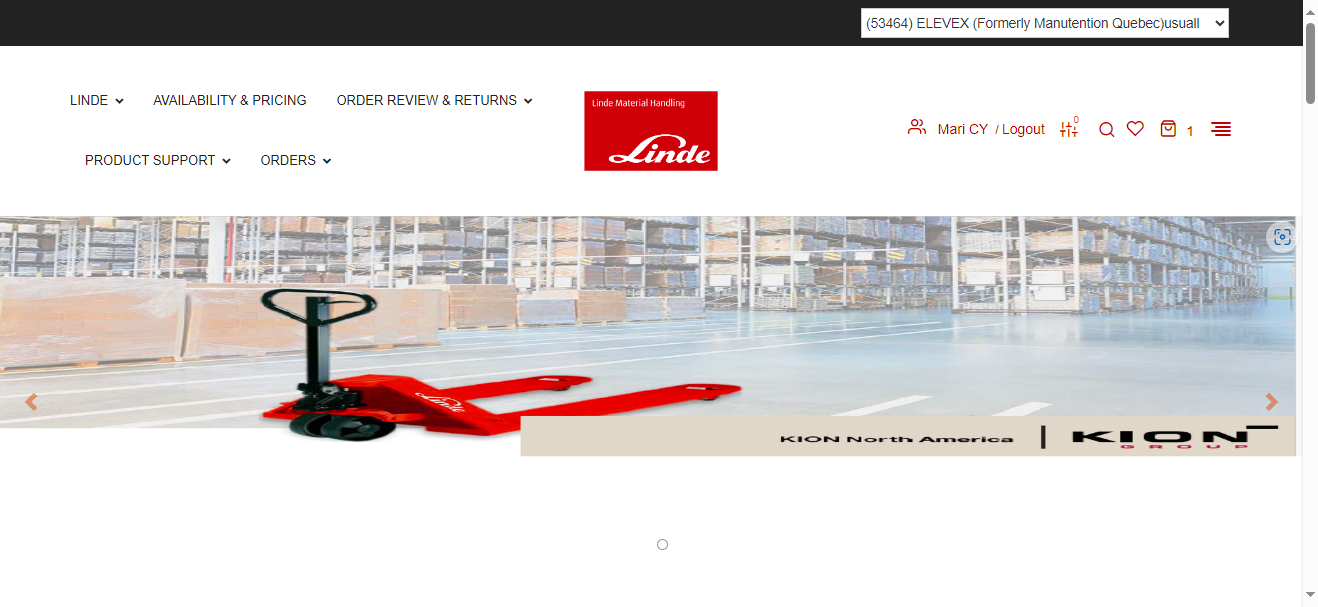 (53464) ELEVEX (Formerly Manutention Quebec)usuall
LINDE
AVAILABILITY & PRICING
ORDER REVIEW & RETURNS
Linde Material Handling
Linde
Mari CY / Logout
0
1
PRODUCT SUPPORT
ORDERS
Linde
KION North America
KION
GROUP